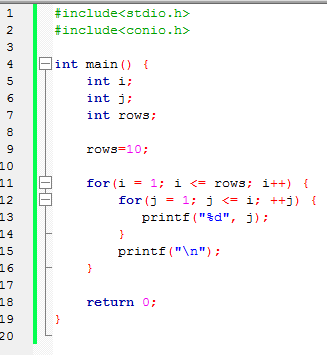 1 #include<stdio.h>
2 #include<conio.h>
3
4 int main() {
5 int i;
6 int j;
7 int rows;
8
9 rows=10;
10
11 for(i = 1; i <= rows; i++) {
12 for(j = 1; j <= i; ++j) {
13 printf("%d", j);
14 }
15 printf("\n");
16 }
17
18 return 0;
19 }
20